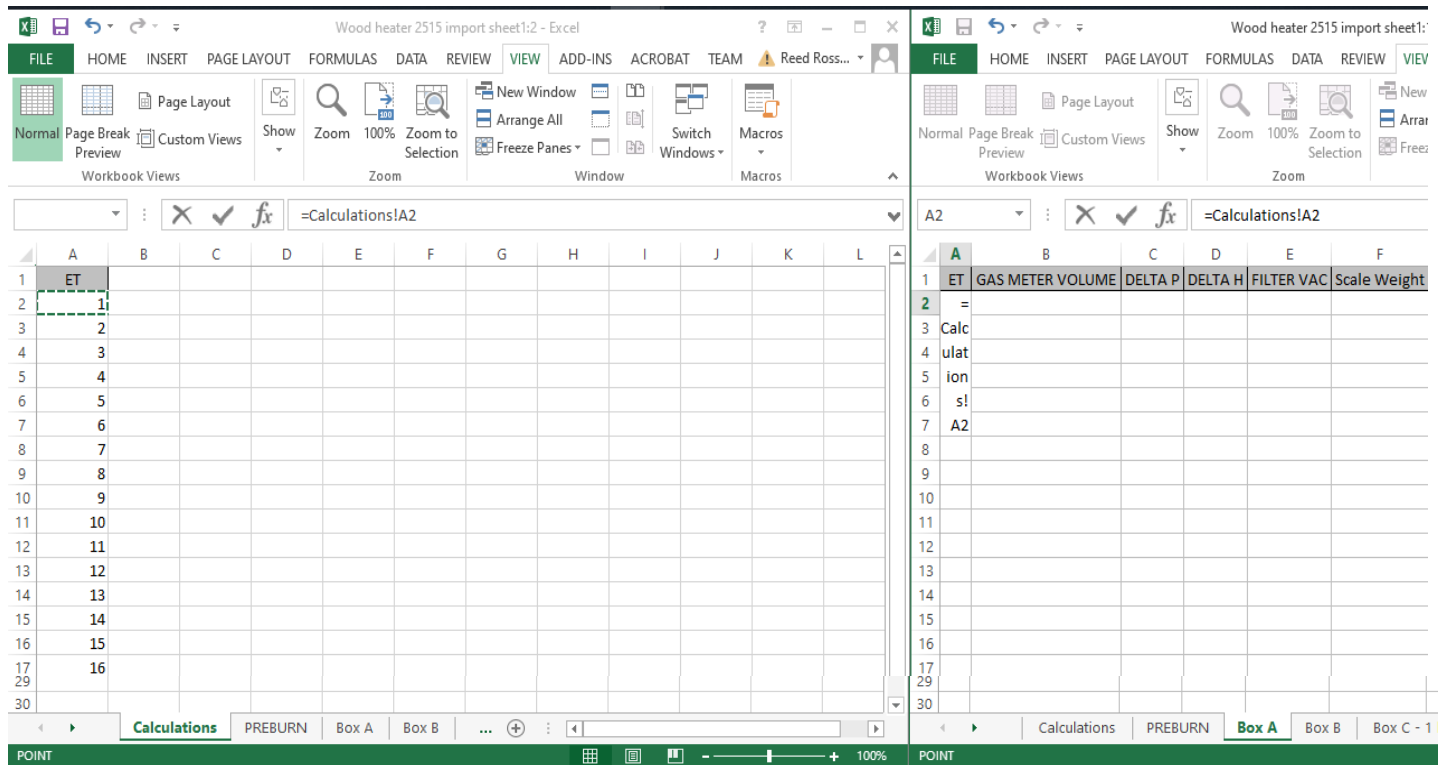 Wood heater 2515 import sheet1:2 - Excel
FILE HOME INSERT PAGE LAYOUT FORMULAS DATA REVIEW VIEW ADD-INS ACROBAT TEAM Reed Ross...
Normal Page Break Preview Page Layout Custom Views
Show
Zoom 100% Zoom to Selection
New Window
Arrange All
Freeze Panes
Switch Windows
Macros
Workbook Views Zoom Window Macros
fx =Calculations!A2
A B C D E F G H I J K L
1 ET
2 1
3 2
4 3
5 4
6 5
7 6
8 7
9 8
10 9
11 10
12 11
13 12
14 13
15 14
16 15
17 16
29
30
Calculations PREBURN Box A Box B ...
POINT 100%
Wood heater 2515 import sheet1:
FILE HOME INSERT PAGE LAYOUT FORMULAS DATA REVIEW VIEW
Normal Page Break Preview Page Layout Custom Views
Show
Zoom 100% Zoom to Selection
New
Arrar
Freez
Workbook Views Zoom
A2 fx =Calculations!A2
A B C D E F
1 ET GAS METER VOLUME DELTA P DELTA H FILTER VAC Scale Weight
2 =
3 Calc
4 ulat
5 ion
6 s!
7 A2
8
9
10
11
12
13
14
15
16
17
29
30
Calculations PREBURN Box A Box B Box C - 1
POINT